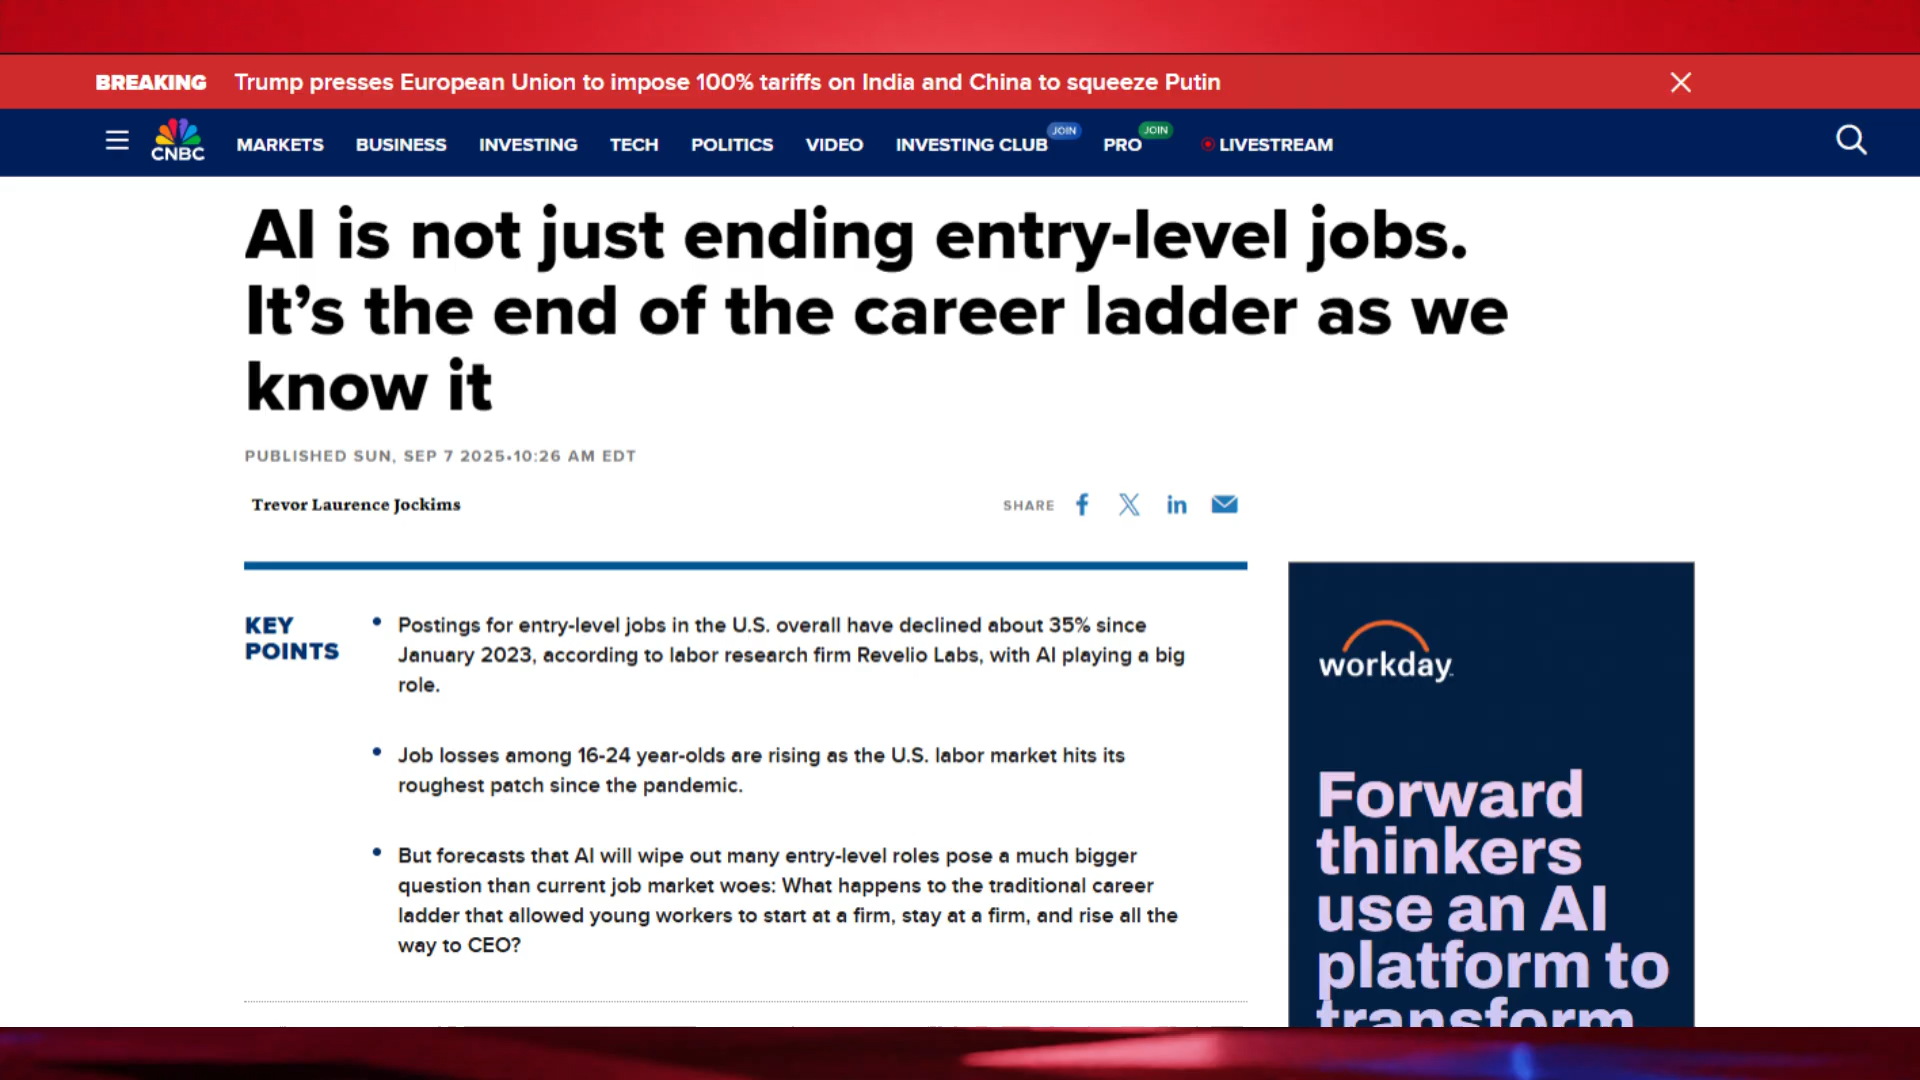 BREAKING Trump presses European Union to impose 100% tariffs on India and China to squeeze Putin
CNBC MARKETS BUSINESS INVESTING TECH POLITICS VIDEO INVESTING CLUB JOIN PRO JOIN LIVESTREAM
AI is not just ending entry-level jobs.
It’s the end of the career ladder as we
know it
PUBLISHED SUN, SEP 7 2025•10:26 AM EDT
Trevor Laurence Jockims
SHARE
KEY
POINTS
• Postings for entry-level jobs in the U.S. overall have declined about 35% since
January 2023, according to labor research firm Revelio Labs, with AI playing a big
role.
• Job losses among 16-24 year-olds are rising as the U.S. labor market hits its
roughest patch since the pandemic.
• But forecasts that AI will wipe out many entry-level roles pose a much bigger
question than current job market woes: What happens to the traditional career
ladder that allowed young workers to start at a firm, stay at a firm, and rise all the
way to CEO?
workday
Forward
thinkers
use an AI
platform to
transform